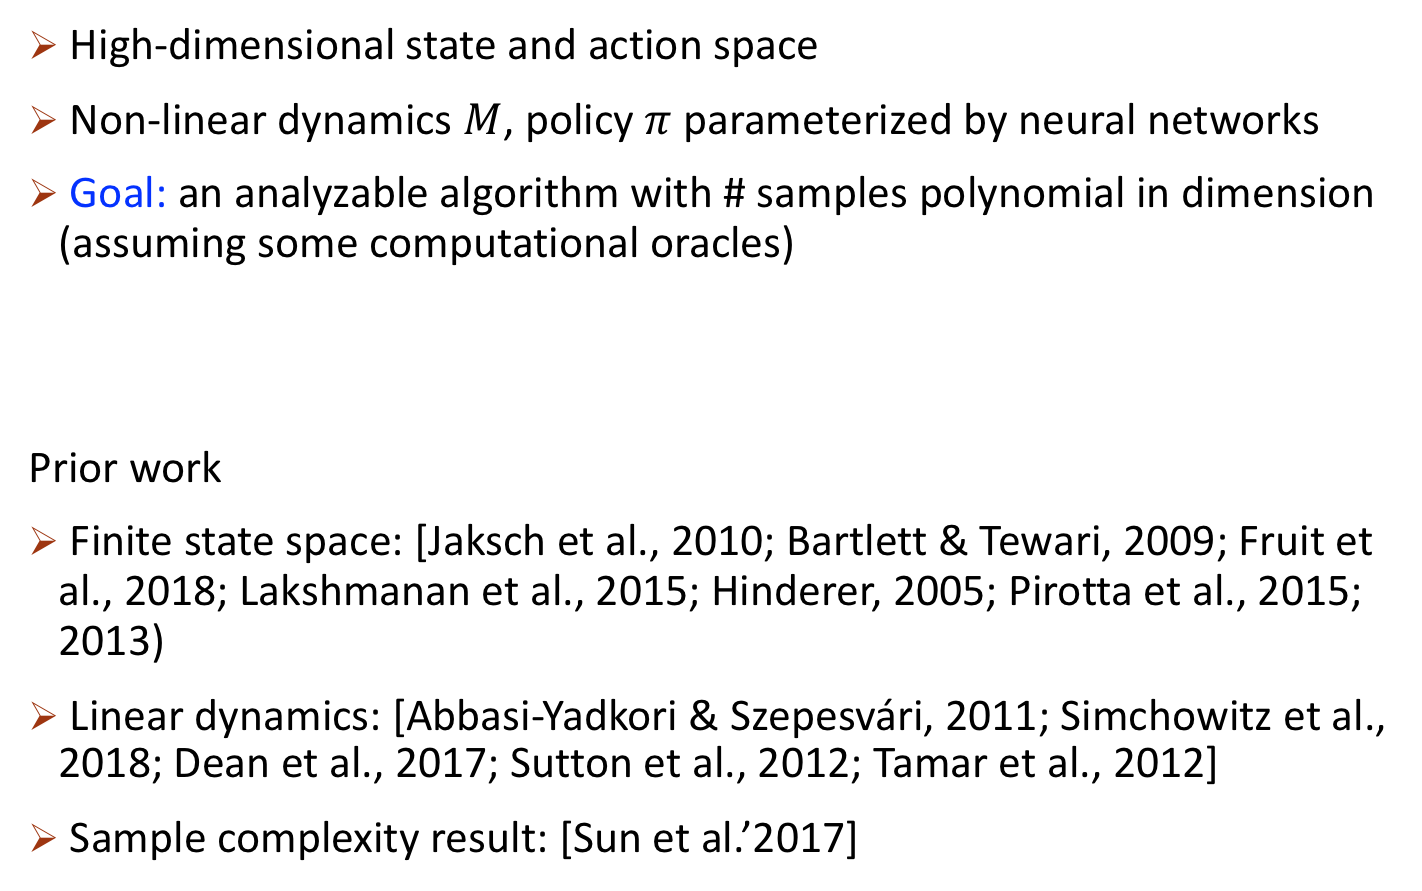 ➢ High-dimensional state and action space
➢ Non-linear dynamics 𝑀, policy 𝜋 parameterized by neural networks
➢ Goal: an analyzable algorithm with # samples polynomial in dimension
(assuming some computational oracles)
Prior work
➢ Finite state space: [Jaksch et al., 2010; Bartlett & Tewari, 2009; Fruit et
al., 2018; Lakshmanan et al., 2015; Hinderer, 2005; Pirotta et al., 2015;
2013)
➢ Linear dynamics: [Abbasi-Yadkori & Szepesvári, 2011; Simchowitz et al.,
2018; Dean et al., 2017; Sutton et al., 2012; Tamar et al., 2012]
➢ Sample complexity result: [Sun et al.’2017]